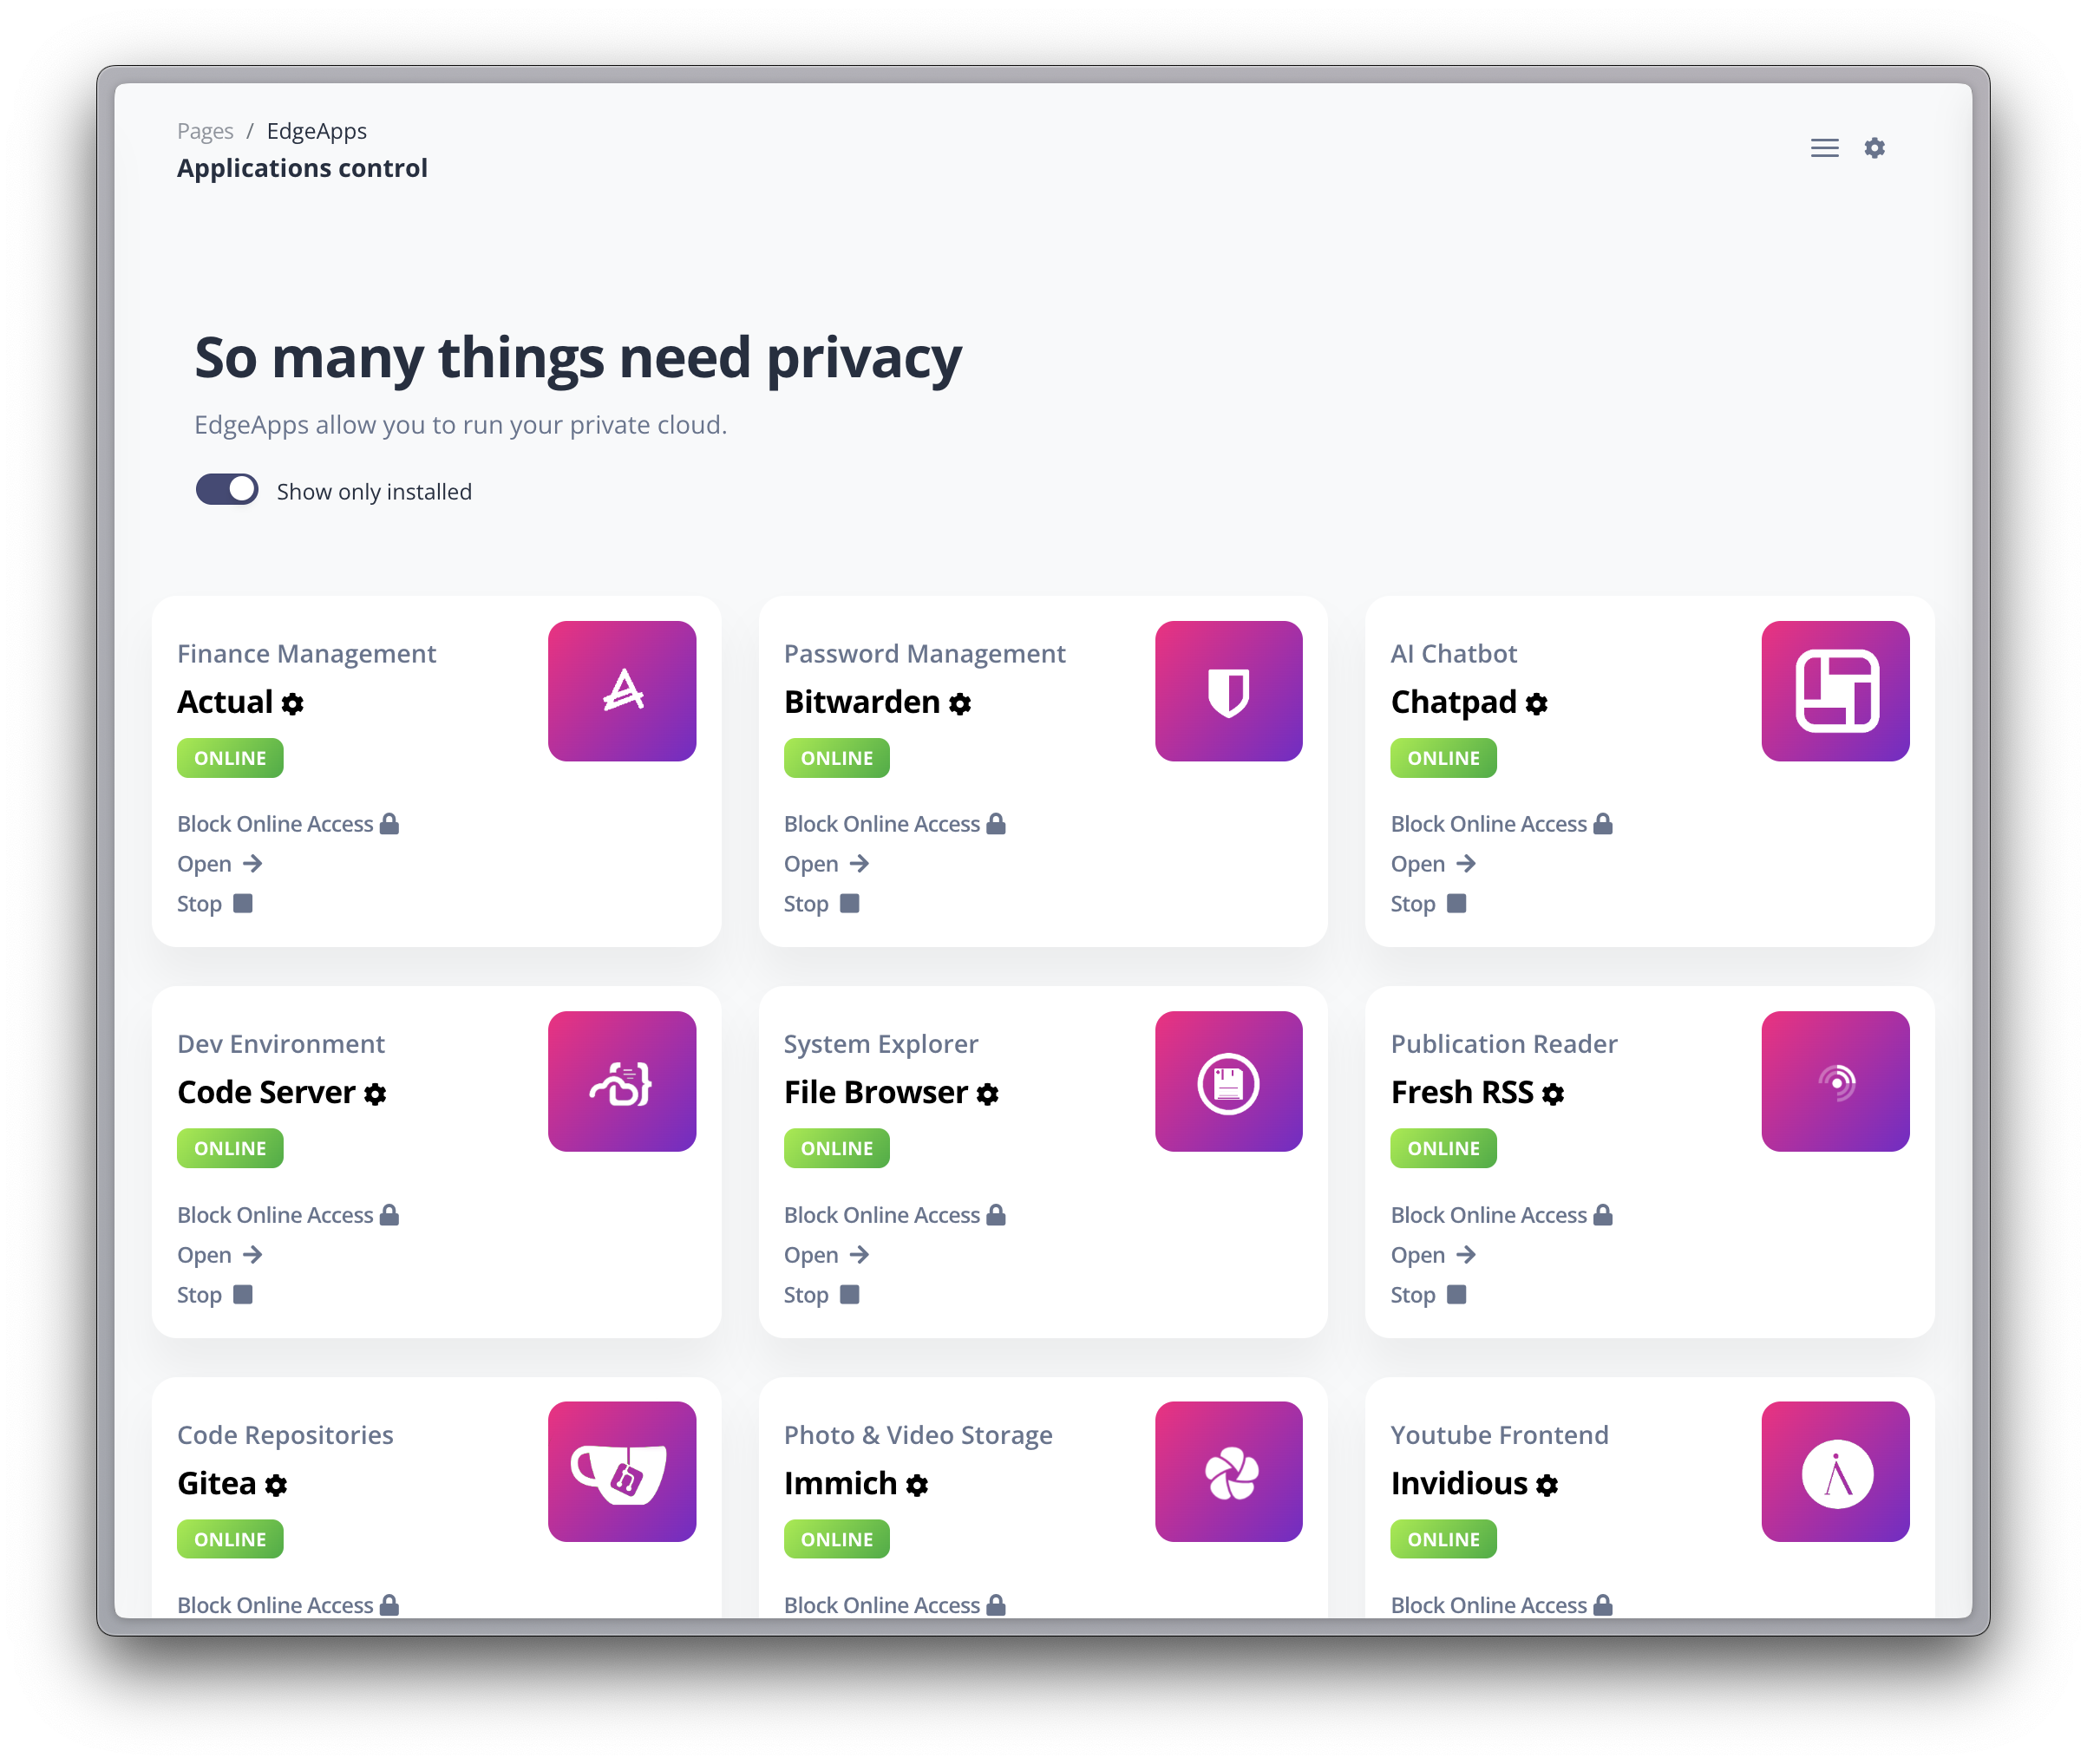 Pages / EdgeApps
Applications control
So many things need privacy
EdgeApps allow you to run your private cloud.
Show only installed
Finance Management
Actual
ONLINE
Block Online Access
Open
Stop
Password Management
Bitwarden
ONLINE
Block Online Access
Open
Stop
AI Chatbot
Chatpad
ONLINE
Block Online Access
Open
Stop
Dev Environment
Code Server
ONLINE
Block Online Access
Open
Stop
System Explorer
File Browser
ONLINE
Block Online Access
Open
Stop
Publication Reader
Fresh RSS
ONLINE
Block Online Access
Open
Stop
Code Repositories
Gitea
ONLINE
Block Online Access
Photo & Video Storage
Immich
ONLINE
Block Online Access
Youtube Frontend
Invidious
ONLINE
Block Online Access